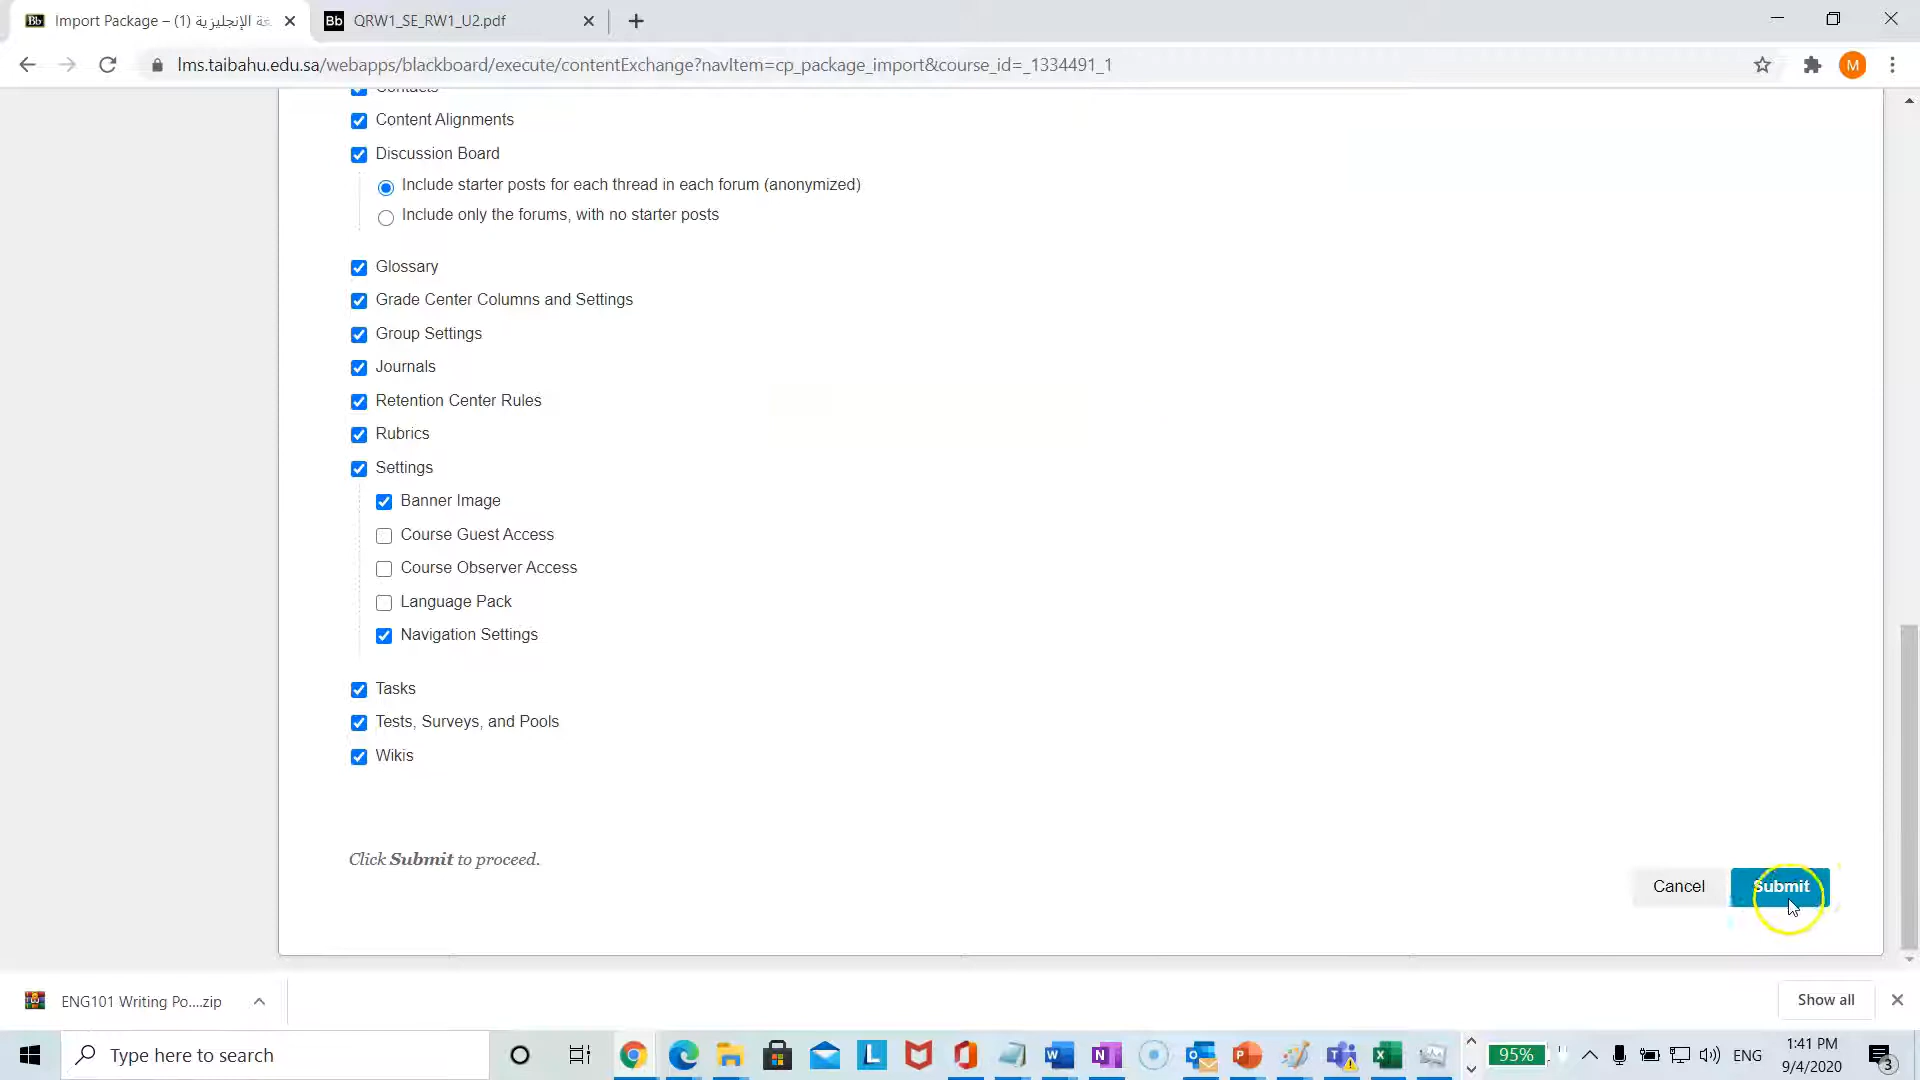 Import Package – (1) غة الإنجليزية
QRW1_SE_RW1_U2.pdf
lms.taibahu.edu.sa/webapps/blackboard/execute/contentExchange?navItem=cp_package_import&course_id=_1334491_1
M
Contacts
Content Alignments
Discussion Board
Include starter posts for each thread in each forum (anonymized)
Include only the forums, with no starter posts
Glossary
Grade Center Columns and Settings
Group Settings
Journals
Retention Center Rules
Rubrics
Settings
Banner Image
Course Guest Access
Course Observer Access
Language Pack
Navigation Settings
Tasks
Tests, Surveys, and Pools
Wikis
Click Submit to proceed.
Cancel
Submit
ENG101 Writing Po....zip
Show all
Type here to search
95%
ENG
1:41 PM
9/4/2020
3